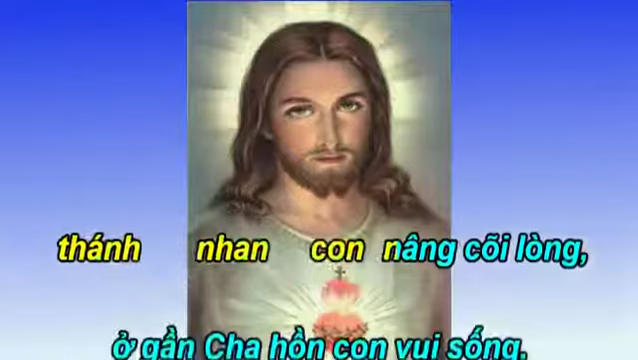 thánh nhan con nâng cõi lòng,
ở gần Cha hồn con vui sống.